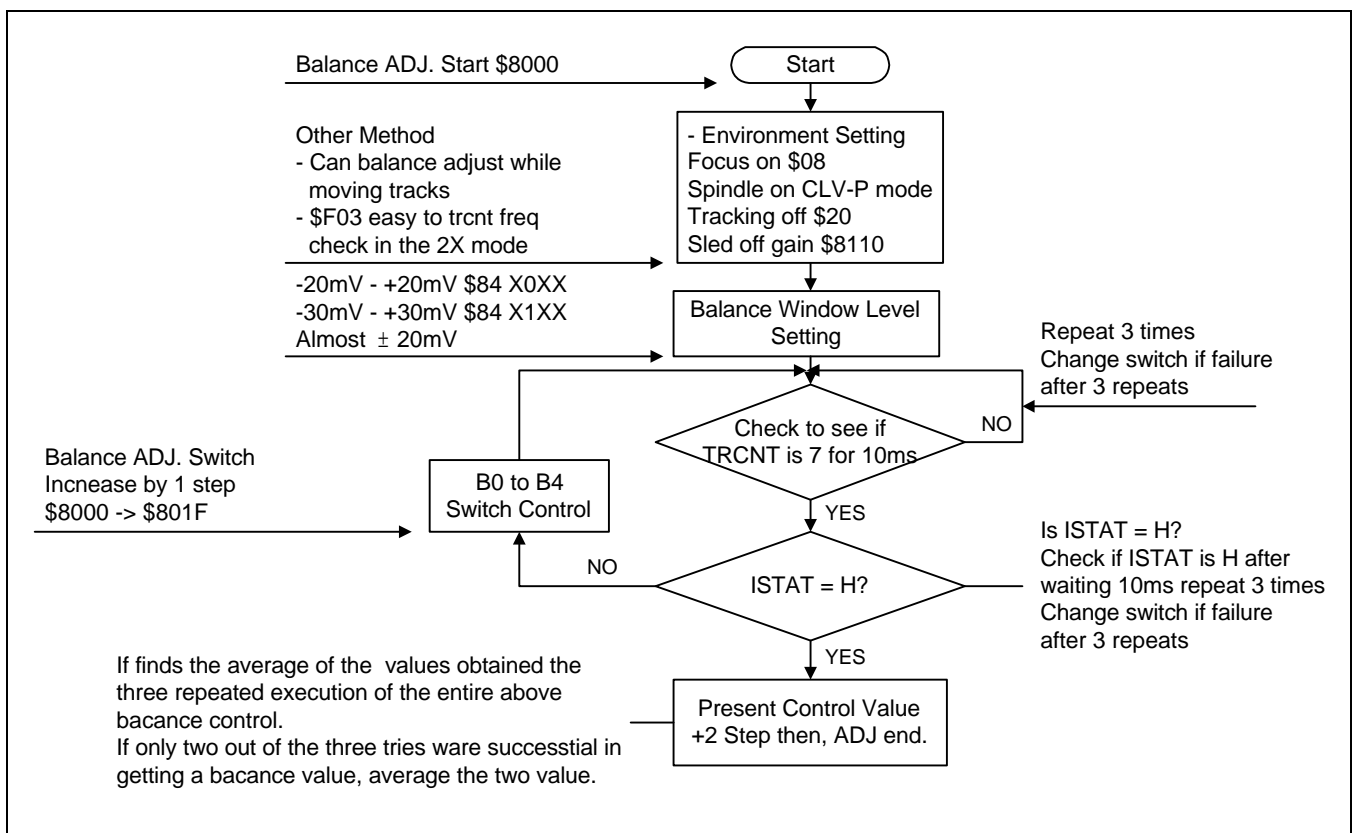 Balance ADJ. Start $8000
Start
Other Method
- Can balance adjust while
moving tracks
- $F03 easy to trcnt freq
check in the 2X mode
- Environment Setting
Focus on $08
Spindle on CLV-P mode
Tracking off $20
Sled off gain $8110
-20mV - +20mV $84 X0XX
-30mV - +30mV $84 X1XX
Almost ± 20mV
Balance Window Level
Setting
Repeat 3 times
Change switch if failure
after 3 repeats
NO
Check to see if
TRCNT is 7 for 10ms
Balance ADJ. Switch
Incnease by 1 step
$8000 -> $801F
B0 to B4
Switch Control
YES
NO
ISTAT = H?
Is ISTAT = H?
Check if ISTAT is H after
waiting 10ms repeat 3 times
Change switch if failure
after 3 repeats
YES
If finds the average of the values obtained the
three repeated execution of the entire above
bacance control.
If only two out of the three tries ware successtial in
getting a bacance value, average the two value.
Present Control Value
+2 Step then, ADJ end.